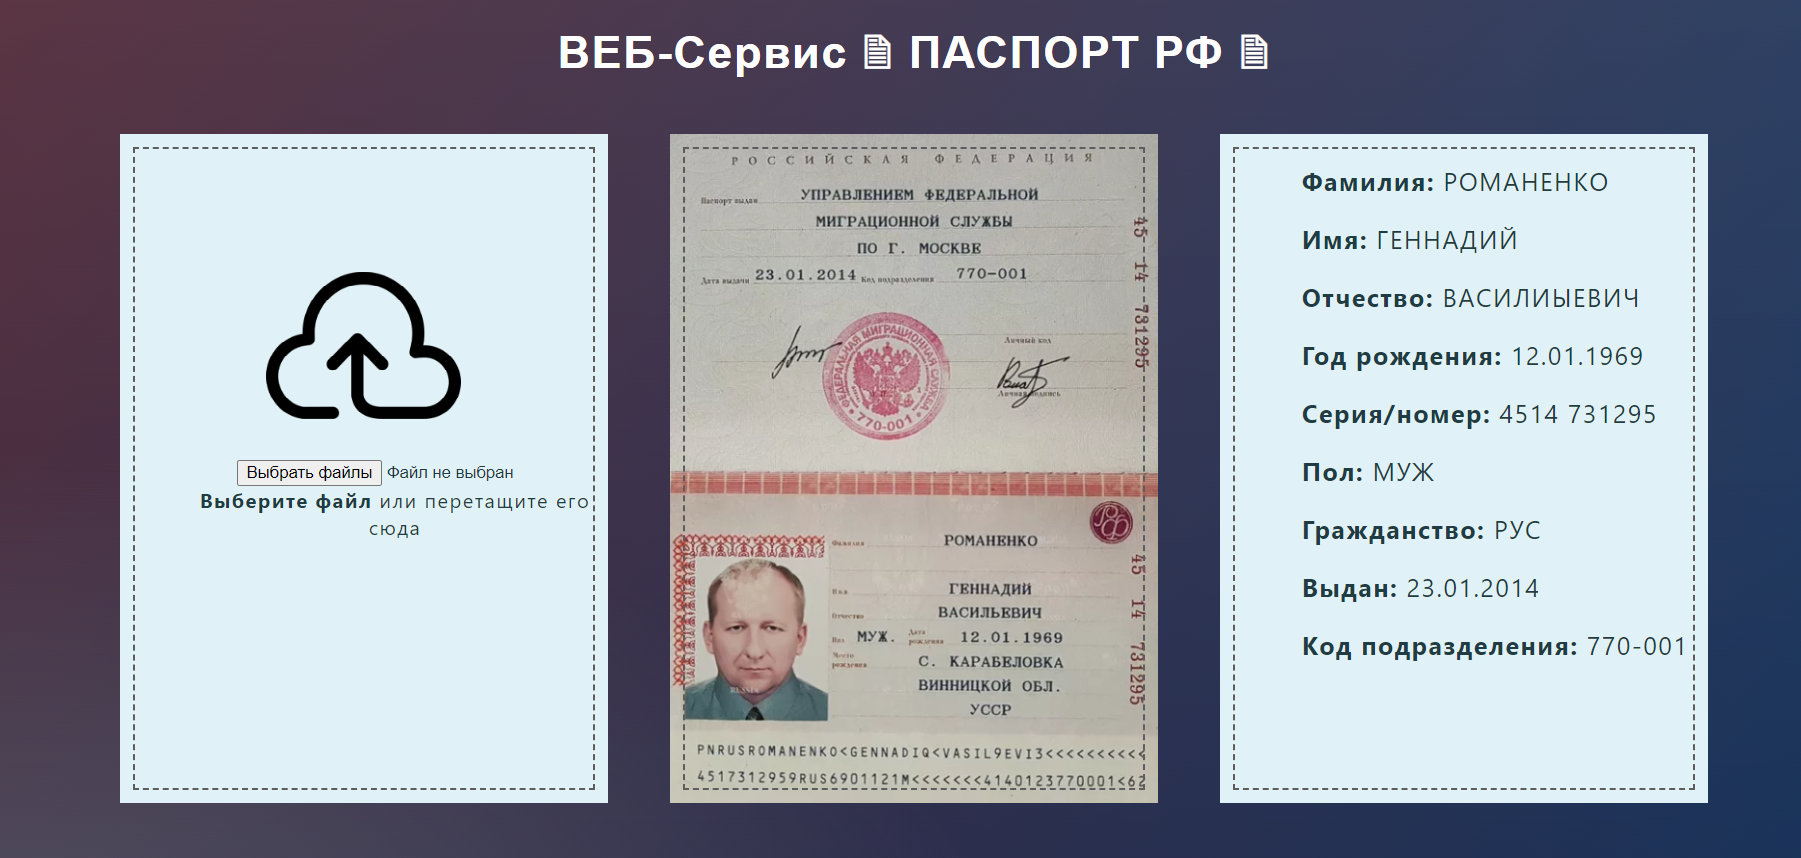 ВЕБ-Сервис ПАСПОРТ РФ
Выбрать файлы Файл не выбран
Выберите файл или перетащите его
сюда
РОССИЙСКАЯ ФЕДЕРАЦИЯ
Паспорт выдан УПРАВЛЕНИЕМ ФЕДЕРАЛЬНОЙ
МИГРАЦИОННОЙ СЛУЖБЫ
ПО Г. МОСКВЕ
Дата выдачи 23.01.2014 Код подразделения 770-001
45 14 731295
Личный код
ФЕДЕРАЛЬНАЯ МИГРАЦИОННАЯ СЛУЖБА
770-001
Личная подпись
РФ
Фамилия РОМАНЕНКО
Имя ГЕННАДИЙ
Отчество ВАСИЛЬЕВИЧ
Пол МУЖ. Дата рождения 12.01.1969
Место рождения С. КАРАБЕЛОВКА
ВИННИЦКОЙ ОБЛ.
УССР
45 14 731295
PNRUSROMANENKO<GENNADIQ<VASIL9EVI3<<<<<<<<<<
4517312959RUS6901121M<<<<<<<4140123770001<62
Фамилия: РОМАНЕНКО
Имя: ГЕННАДИЙ
Отчество: ВАСИЛИЫЕВИЧ
Год рождения: 12.01.1969
Серия/номер: 4514 731295
Пол: МУЖ
Гражданство: РУС
Выдан: 23.01.2014
Код подразделения: 770-001